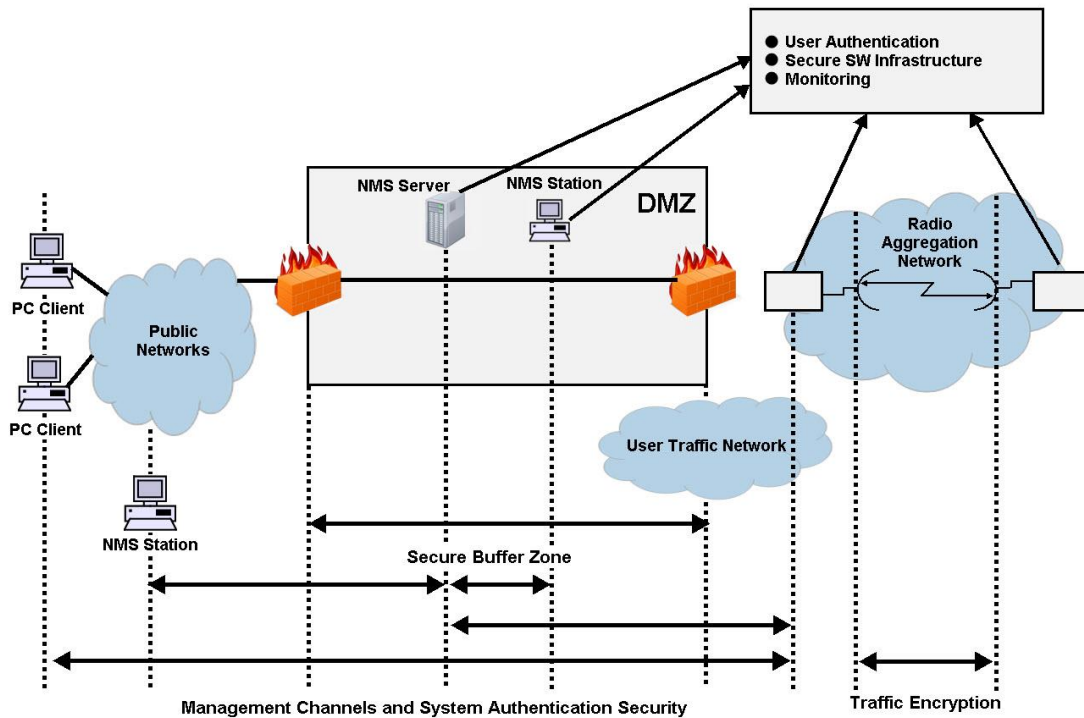 ● User Authentication
● Secure SW Infrastructure
● Monitoring
NMS Server
NMS Station
DMZ
Radio
Aggregation
Network
PC Client
Public
Networks
PC Client
User Traffic Network
NMS Station
Secure Buffer Zone
Management Channels and System Authentication Security
Traffic Encryption